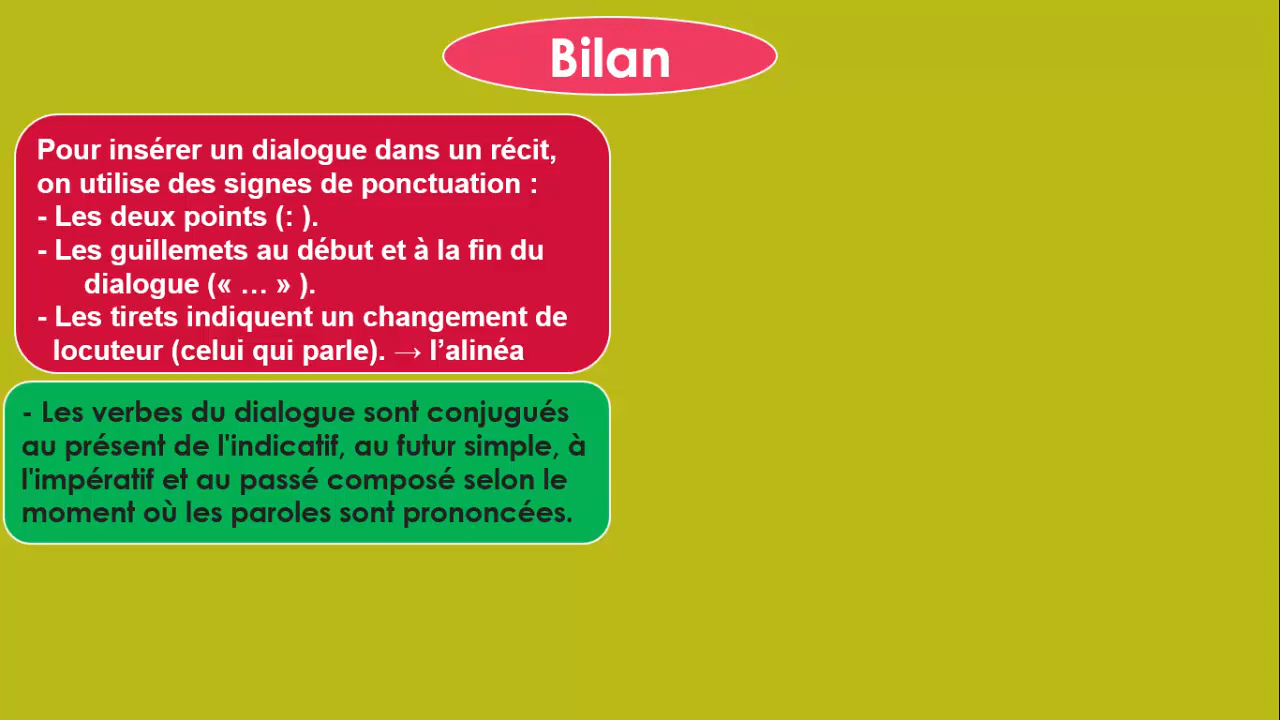 Bilan
Pour insérer un dialogue dans un récit,
on utilise des signes de ponctuation :
- Les deux points (: ).
- Les guillemets au début et à la fin du
dialogue (« … » ).
- Les tirets indiquent un changement de
locuteur (celui qui parle). → l’alinéa
- Les verbes du dialogue sont conjugués
au présent de l'indicatif, au futur simple, à
l'impératif et au passé composé selon le
moment où les paroles sont prononcées.